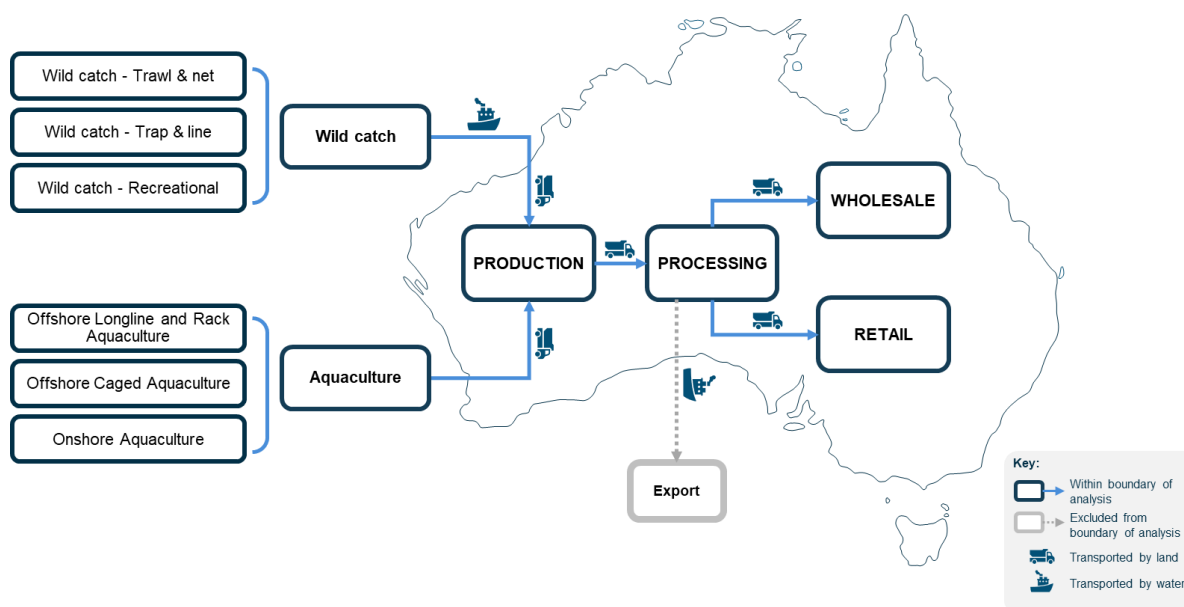 Wild catch - Trawl & net
Wild catch - Trap & line
Wild catch - Recreational
Wild catch
Offshore Longline and Rack
Aquaculture
Offshore Caged Aquaculture
Onshore Aquaculture
Aquaculture
PRODUCTION
PROCESSING
WHOLESALE
RETAIL
Export
Key:
Within boundary of
analysis
Excluded from
boundary of analysis
Transported by land
Transported by water